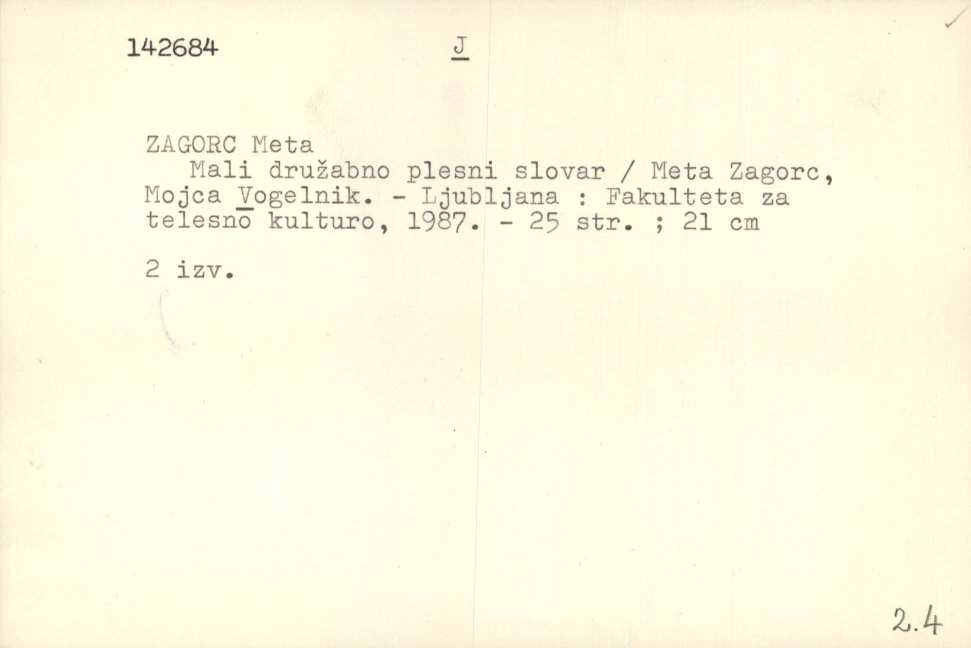 142684 J
ZAGORC Meta
Mali družabno plesni slovar / Meta Zagorc,
Mojca Vogelnik. - Ljubljana : Fakulteta za
telesno kulturo, 1987. - 25 str. ; 21 cm
2 izv.
2.4